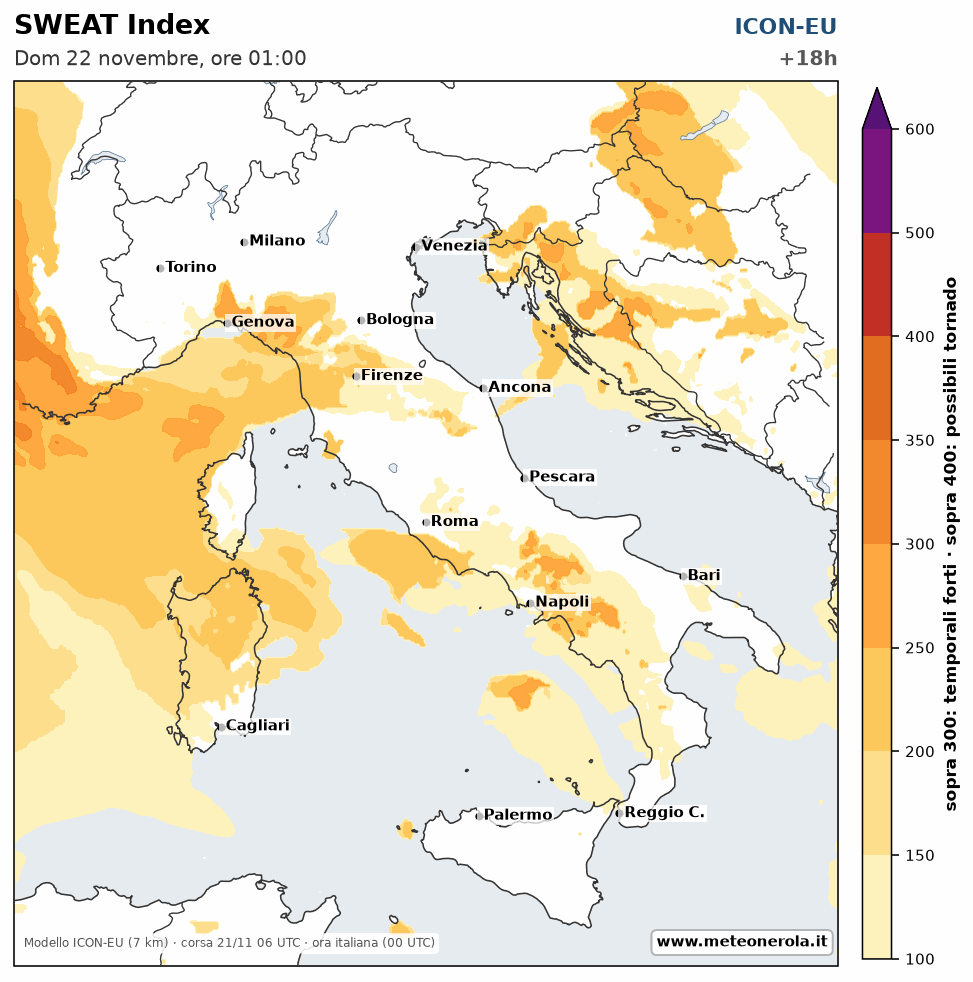 SWEAT Index
ICON-EU
Dom 22 novembre, ore 01:00
+18h
600
500
400
350
300
250
200
150
100
sopra 300: temporali forti · sopra 400: possibili tornado
Milano
Venezia
Torino
Genova
Bologna
Firenze
Ancona
Pescara
Roma
Bari
Napoli
Cagliari
Palermo
Reggio C.
Modello ICON-EU (7 km) · corsa 21/11 06 UTC · ora italiana (00 UTC)
www.meteonerola.it